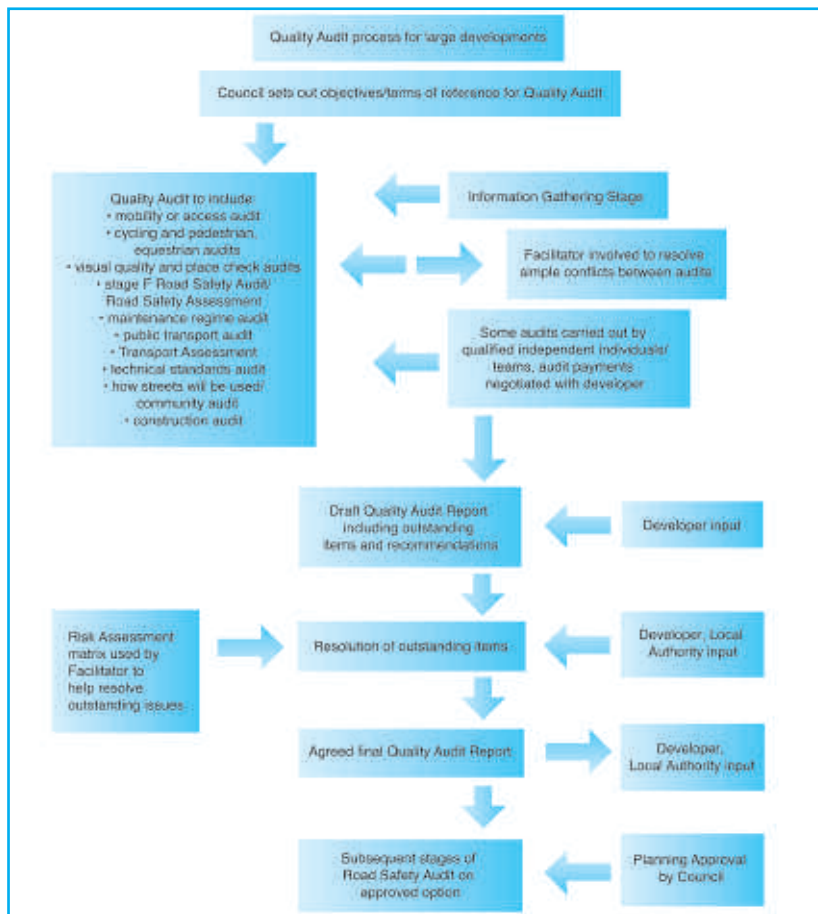 Quality Audit process for large developments
Council sets out objectives/terms of reference for Quality Audit
Quality Audit to include:
• mobility or access audit
• cycling and pedestrian,
equestrian audits
• visual quality and place check audits
• stage F Road Safety Audit/
Road Safety Assessment
• maintenance regime audit
• public transport audit
• Transport Assessment
• technical standards audit
• how streets will be used/
community audit
• construction audit
Information Gathering Stage
Facilitator involved to resolve
simple conflicts between audits
Some audits carried out by
qualified independent individuals/
teams, audit payments
negotiated with developer
Draft Quality Audit Report
including outstanding
items and recommendations
Developer input
Risk Assessment
matrix used by
Facilitator to
help resolve
outstanding issues
Resolution of outstanding items
Developer, Local
Authority input
Agreed final Quality Audit Report
Developer,
Local Authority input
Subsequent stages of
Road Safety Audit on
approved option
Planning Approval
by Council